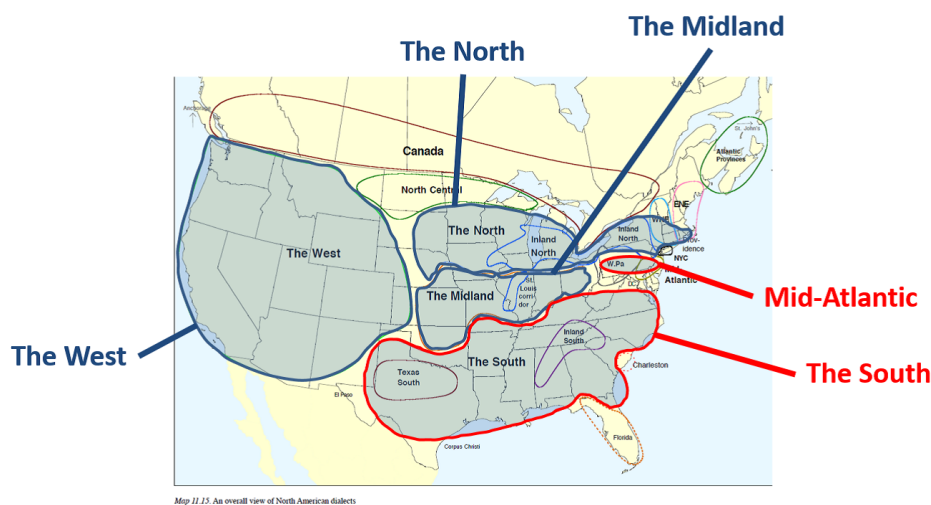 The Midland
The North
Anchorage
St. John's
Canada
Atlantic
Provinces
North Central
ENE
WNE
The North
Inland
North
Inland
North
Prov-
idence
NYC
The West
W.Pa
Atlantic
Mid-Atlantic
The Midland
St.
Louis
corri
dor
The West
Inland
South
The South
Texas
South
Charleston
The South
El Paso
Florida
Corpus Christi
Map 11.15. An overall view of North American dialects